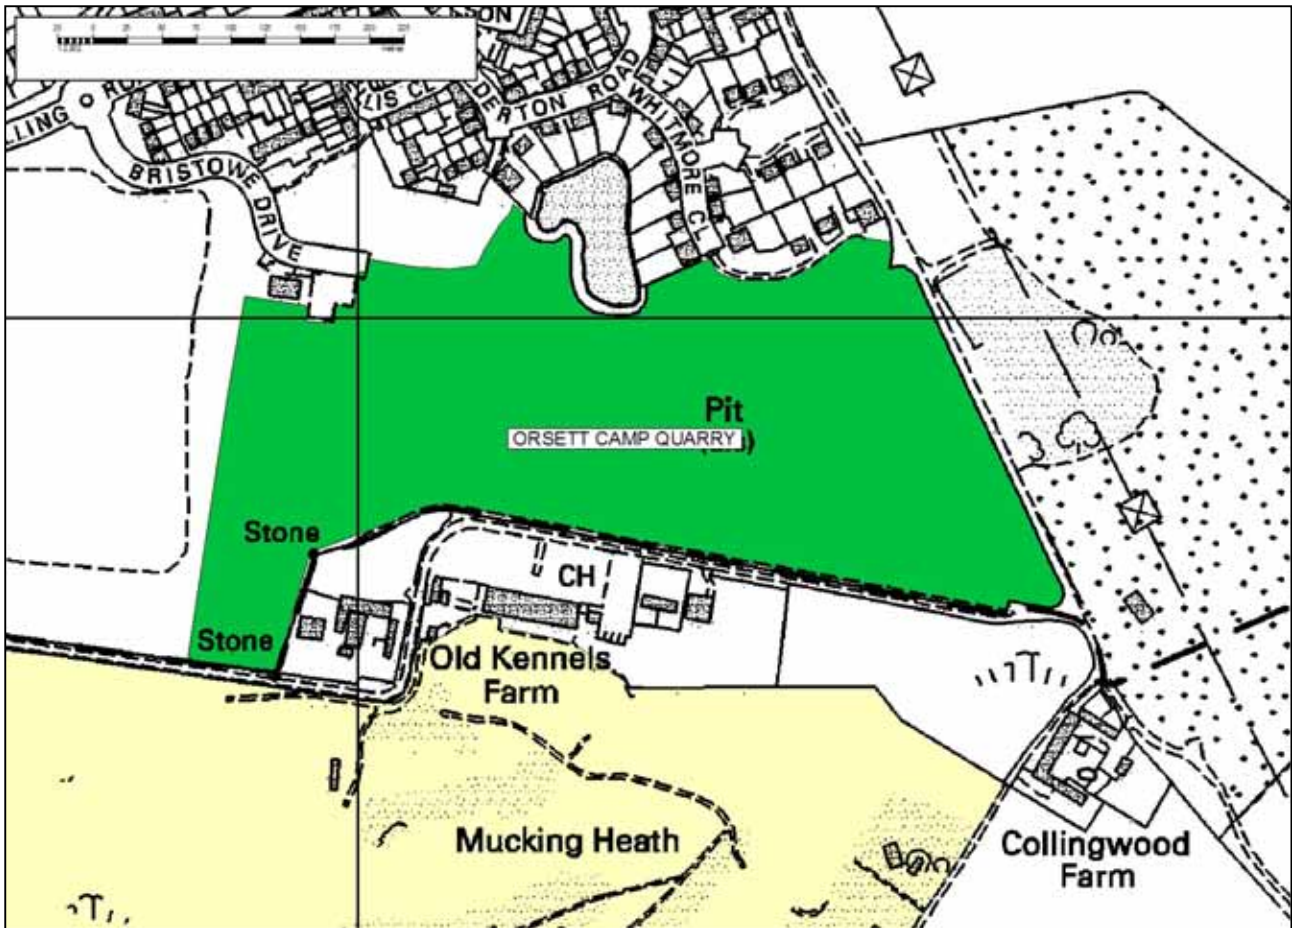 DERTON ROAD
WHITMORE CL
BRISTOWE DRIVE
Pit
ORSETT CAMP QUARRY
Stone
CH
Stone
Old Kennels
Farm
Mucking Heath
Collingwood
Farm